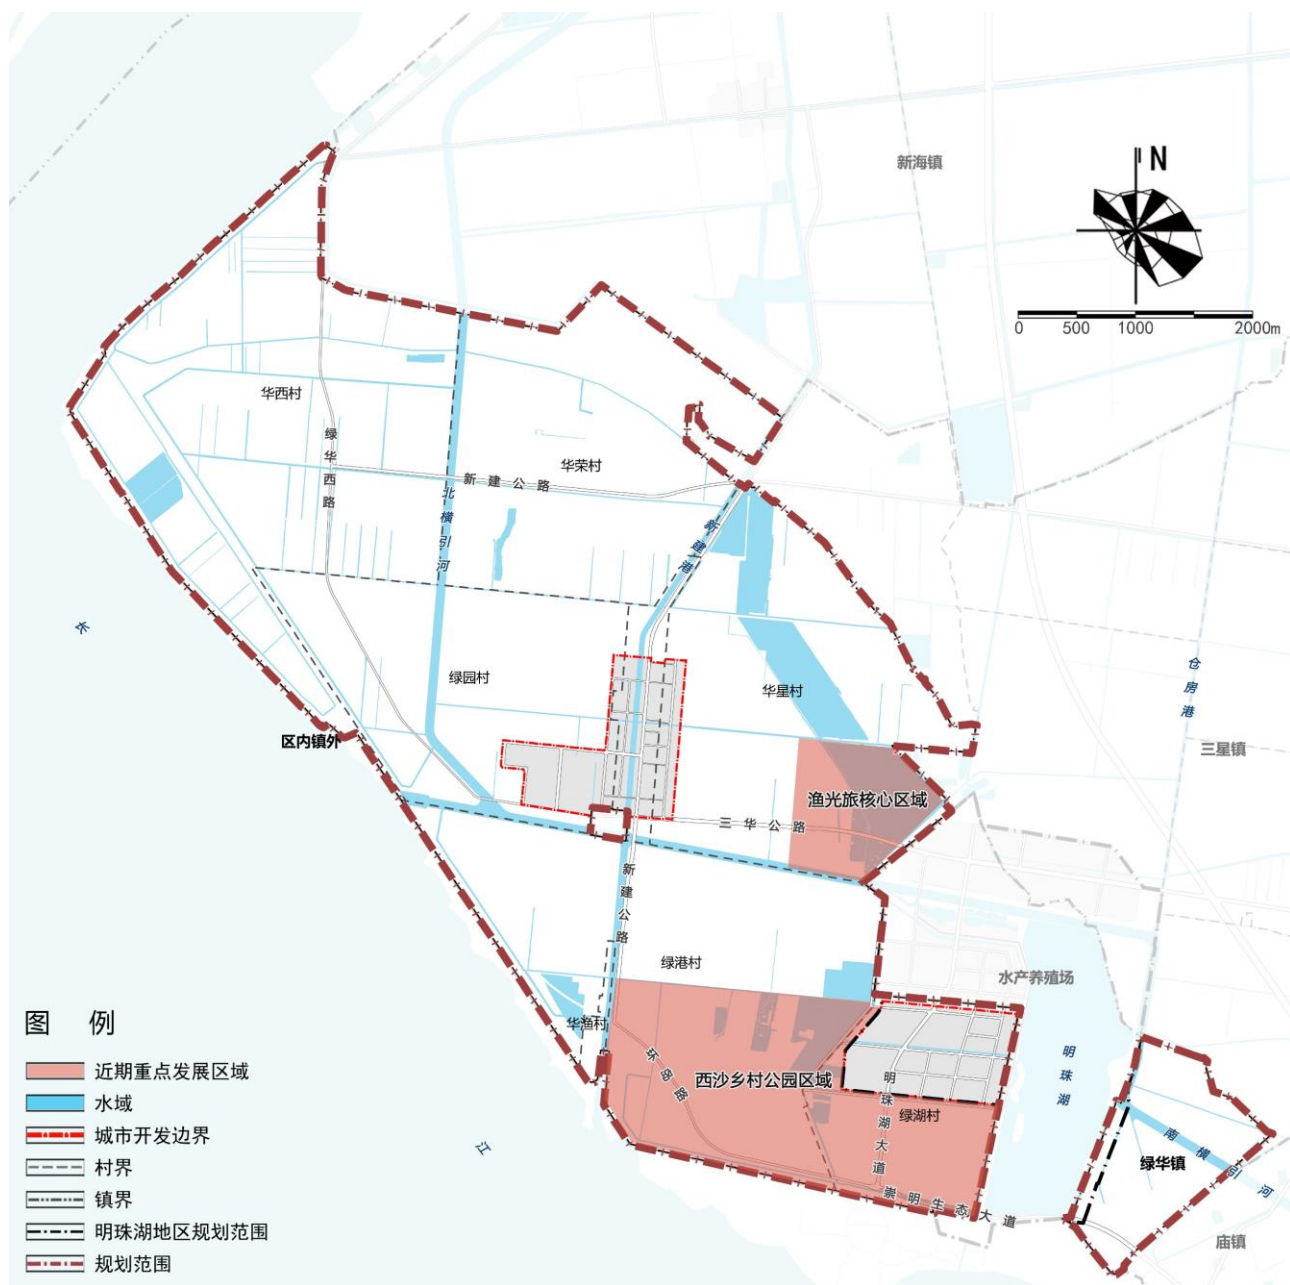 新海镇
N
0 500 1000 2000m
华西村
绿华西路
华荣村
新建公路
北横引河
新建港
长
仓房港
绿园村
华星村
区内镇外
三星镇
渔光旅核心区域
三华公路
新建公路
绿港村
水产养殖场
华渔村
环岛路
西沙乡村公园区域
明珠湖大道
绿湖村
明珠湖
南横引河
绿华镇
崇明生态大道
庙镇
江
图 例
近期重点发展区域
水域
城市开发边界
村界
镇界
明珠湖地区规划范围
规划范围